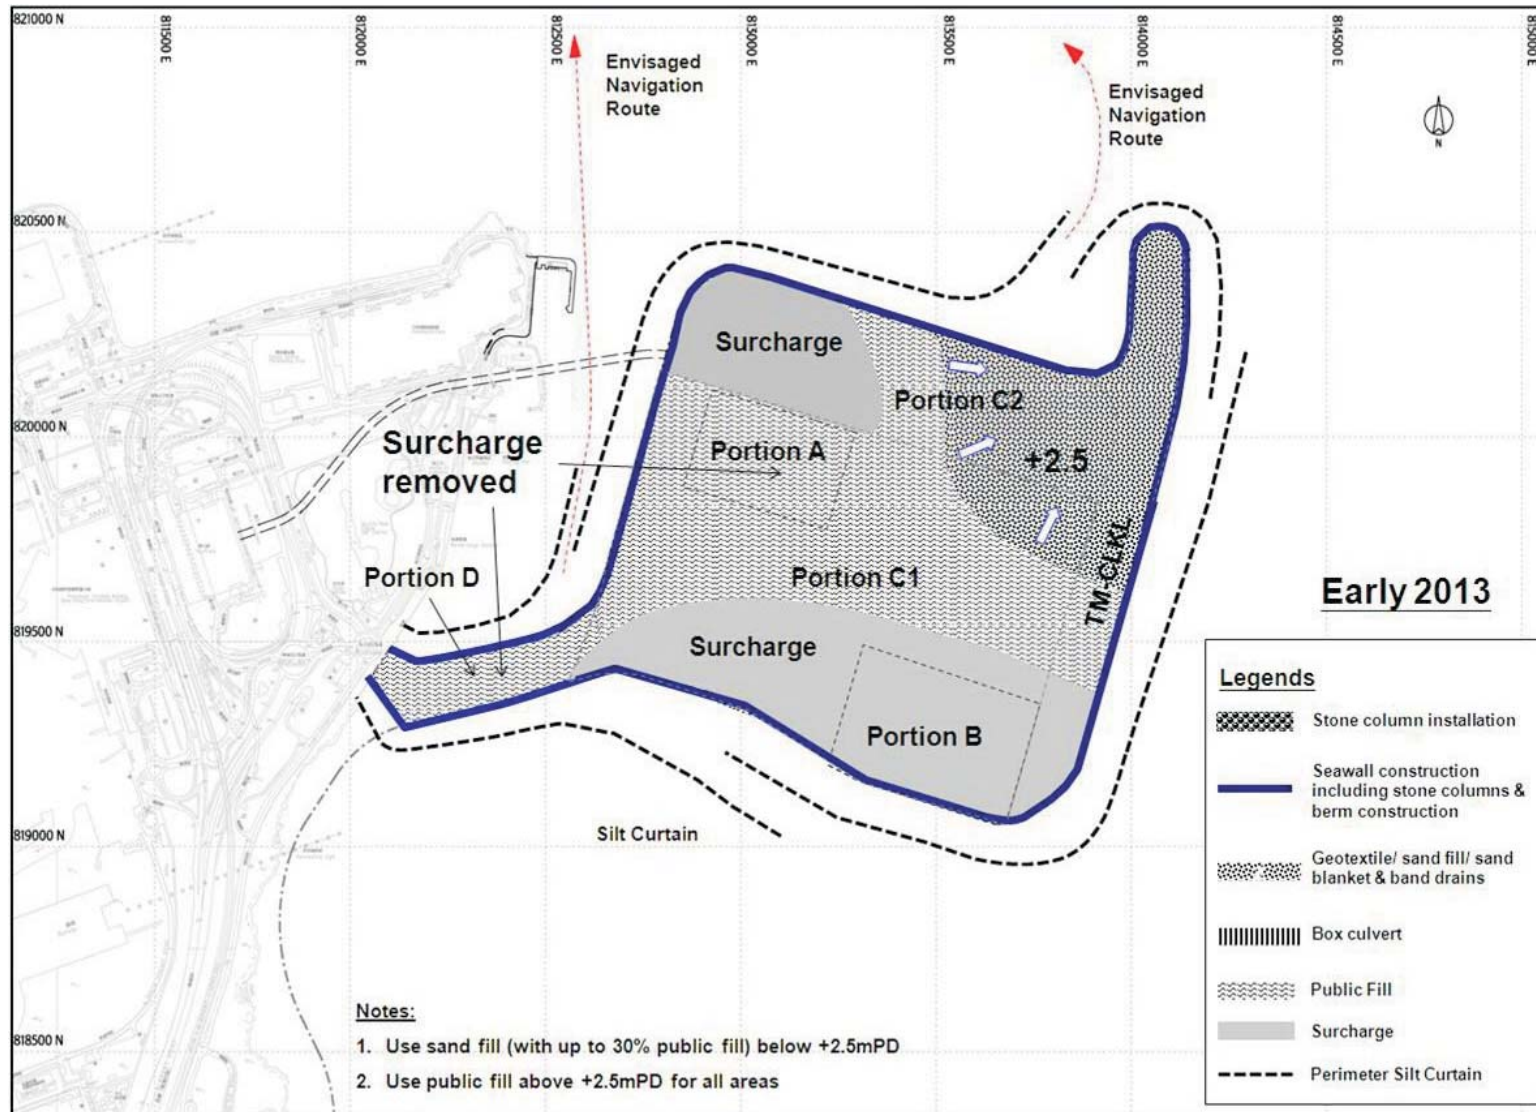 821000 N
811500 E
812000 E
812500 E
813000 E
813500 E
814000 E
814500 E
Envisaged
Navigation
Route
Envisaged
Navigation
Route
N
820500 N
Surcharge
Portion C2
820000 N
Surcharge
removed
Portion A
+2.5
TM-CLKL
Portion D
Portion C1
Early 2013
819500 N
Surcharge
Portion B
819000 N
Silt Curtain
Legends
Stone column installation
Seawall construction
including stone columns &
berm construction
Geotextile/ sand fill/ sand
blanket & band drains
Box culvert
Public Fill
Surcharge
Perimeter Silt Curtain
818500 N
Notes:
1. Use sand fill (with up to 30% public fill) below +2.5mPD
2. Use public fill above +2.5mPD for all areas